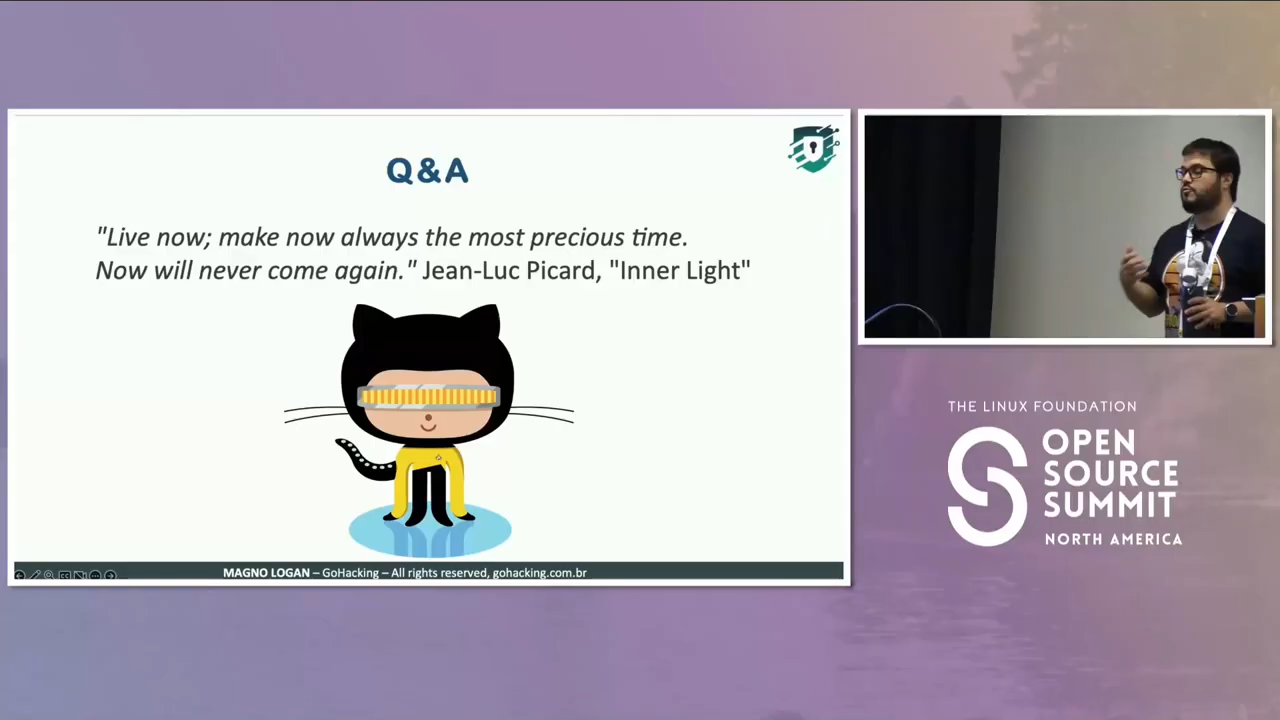 Q&A
"Live now; make now always the most precious time.
Now will never come again." Jean-Luc Picard, "Inner Light"
MAGNO LOGAN – GoHacking – All rights reserved, gohacking.com.br
THE LINUX FOUNDATION
OPEN
SOURCE
SUMMIT
NORTH AMERICA